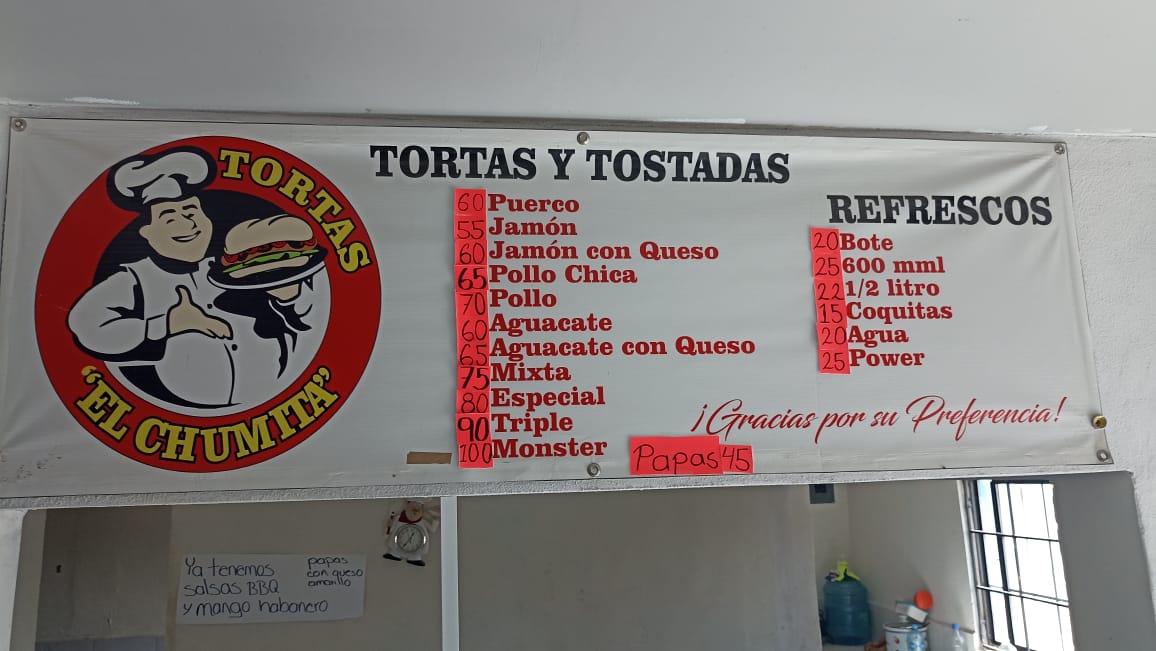 TORTAS
"EL CHUMITA"
TORTAS Y TOSTADAS
60 Puerco
55 Jamón
60 Jamón con Queso
65 Pollo Chica
70 Pollo
60 Aguacate
65 Aguacate con Queso
75 Mixta
80 Especial
90 Triple
100 Monster
Papas 45
REFRESCOS
20 Bote
25 600 mml
22 1/2 litro
15 Coquitas
20 Agua
25 Power
¡Gracias por su Preferencia!
Ya tenemos
salsas BBQ
y mango habanero
papas
con queso
amarillo